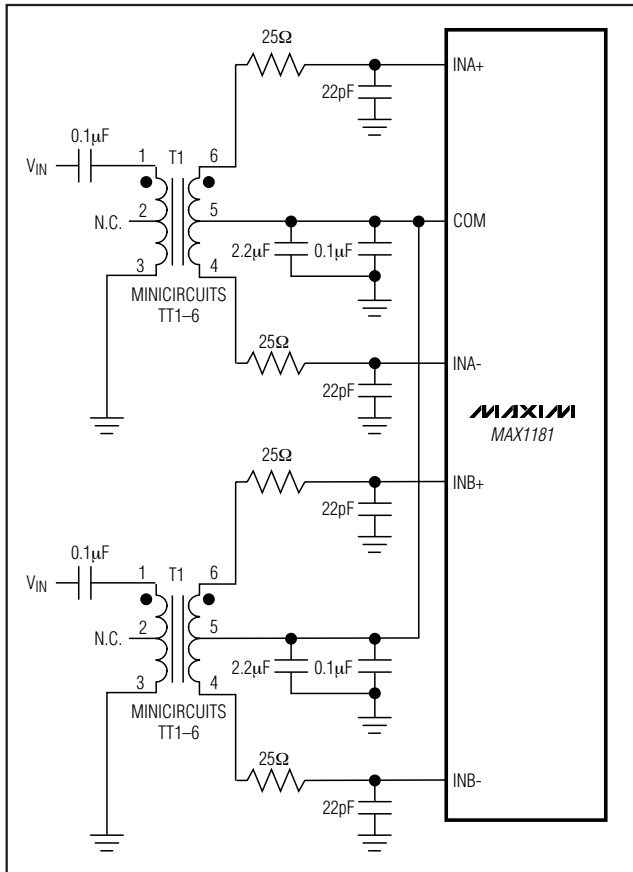 25Ω
INA+
22pF
0.1µF
VIN
1
T1
6
N.C.
2
5
COM
2.2µF
0.1µF
3
4
MINICIRCUITS
TT1–6
25Ω
INA-
22pF
MAXIM
MAX1181
25Ω
INB+
22pF
0.1µF
VIN
1
T1
6
N.C.
2
5
2.2µF
0.1µF
3
4
MINICIRCUITS
TT1–6
25Ω
INB-
22pF